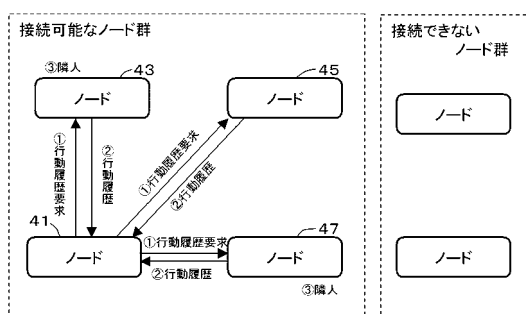 接続可能なノード群
接続できない
ノード群
③隣人
43
ノード
45
ノード
ノード
①行動履歴要求
②行動履歴
①行動履歴要求
②行動履歴
41
ノード
①行動履歴要求
②行動履歴
47
ノード
③隣人
ノード